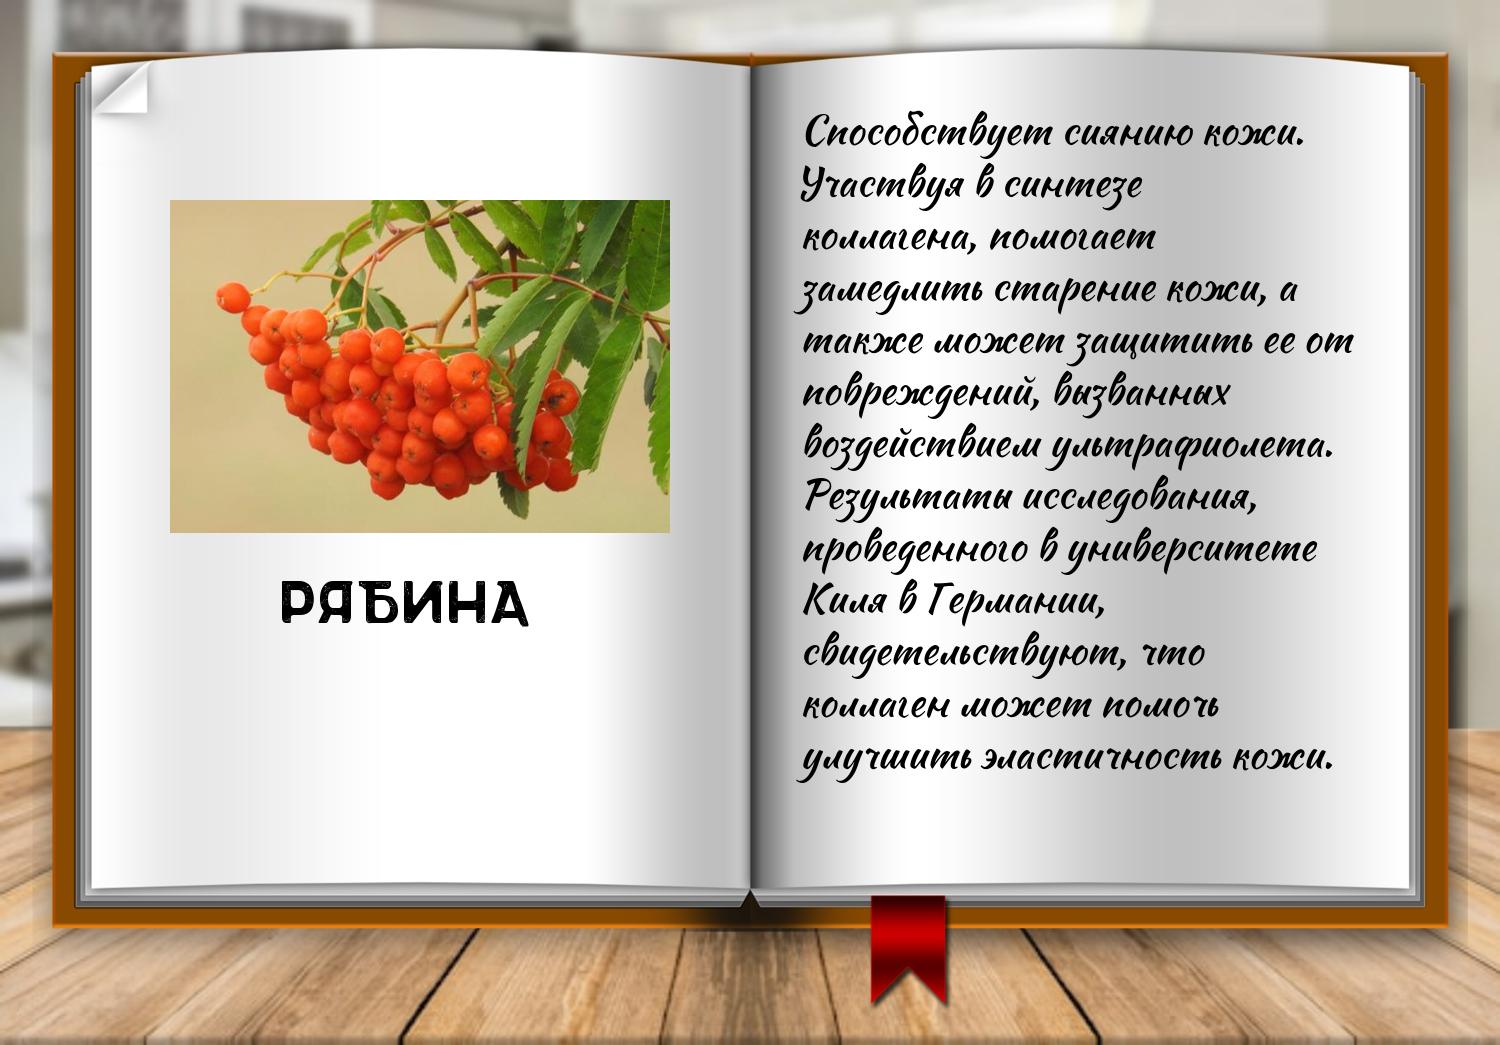 РЯБИНА
Способствует сиянию кожи.
Участвуя в синтезе
коллагена, помогает
замедлить старение кожи, а
также может защитить ее от
повреждений, вызванных
воздействием ультрафиолета.
Результаты исследования,
проведенного в университете
Киля в Германии,
свидетельствуют, что
коллаген может помочь
улучшить эластичность кожи.